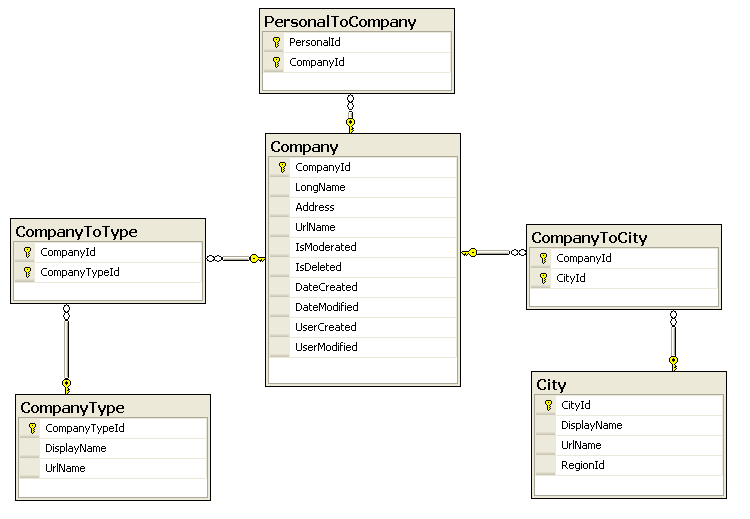 PersonalToCompany
PersonalId
CompanyId
Company
CompanyId
LongName
Address
UrlName
IsModerated
IsDeleted
DateCreated
DateModified
UserCreated
UserModified
CompanyToType
CompanyId
CompanyTypeId
CompanyToCity
CompanyId
CityId
CompanyType
CompanyTypeId
DisplayName
UrlName
City
CityId
DisplayName
UrlName
RegionId